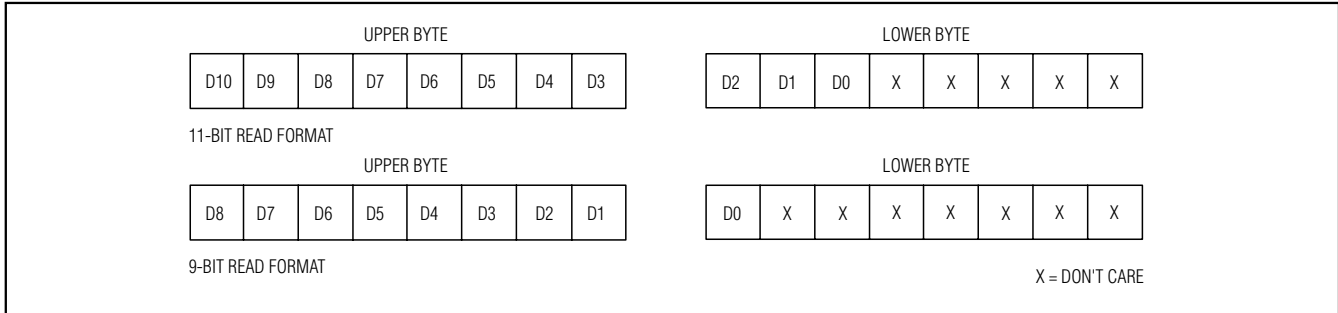 UPPER BYTE LOWER BYTE
D10 D9 D8 D7 D6 D5 D4 D3 D2 D1 D0 X X X X X
11-BIT READ FORMAT
UPPER BYTE LOWER BYTE
D8 D7 D6 D5 D4 D3 D2 D1 D0 X X X X X X X
9-BIT READ FORMAT
X = DON'T CARE